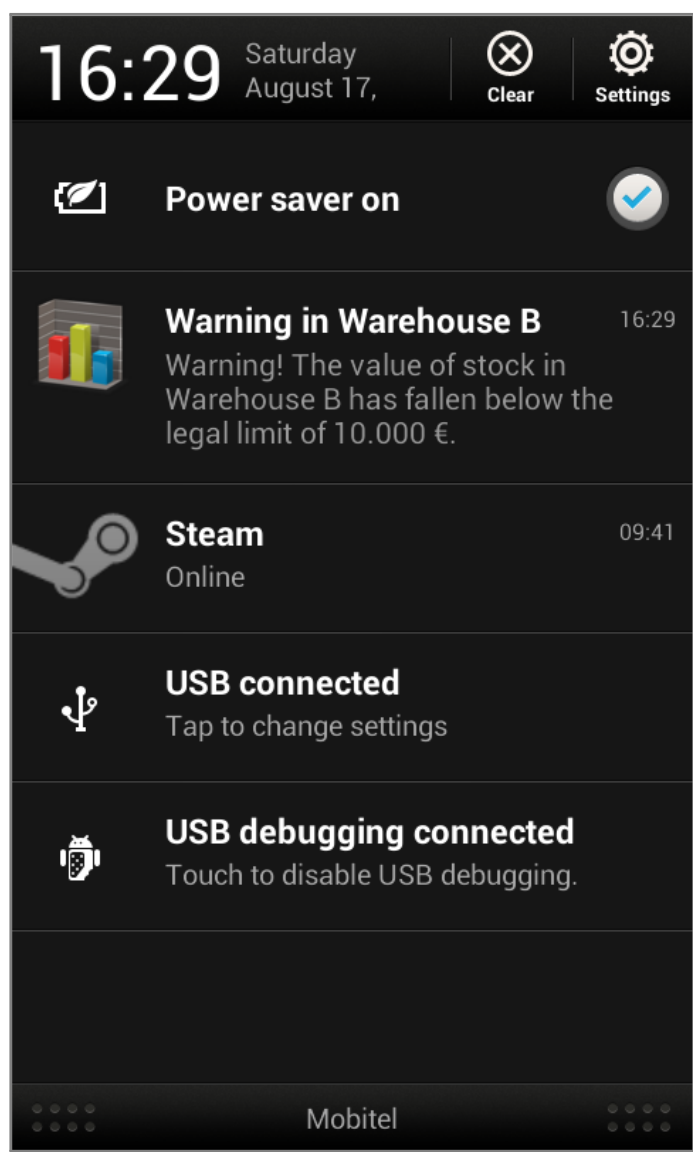 16:29
Saturday
August 17,
Clear
Settings
Power saver on
Warning in Warehouse B
16:29
Warning! The value of stock in
Warehouse B has fallen below the
legal limit of 10.000 €.
Steam
09:41
Online
USB connected
Tap to change settings
USB debugging connected
Touch to disable USB debugging.
Mobitel